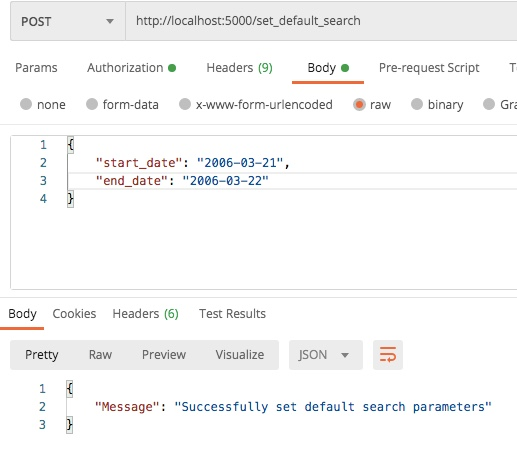 POST http://localhost:5000/set_default_search
Params Authorization Headers (9) Body Pre-request Script
none form-data x-www-form-urlencoded raw binary
1 {
2 "start_date": "2006-03-21",
3 "end_date": "2006-03-22"
4 }
Body Cookies Headers (6) Test Results
Pretty Raw Preview Visualize JSON
1 {
2 "Message": "Successfully set default search parameters"
3 }